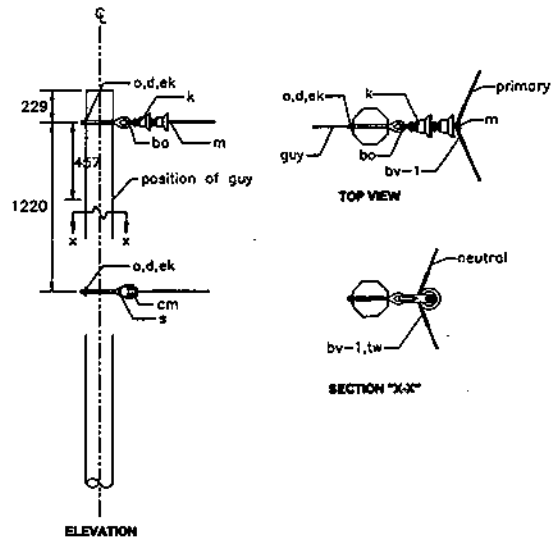 ℄
o,d,ek
k
229
bo
m
457
position of guy
1220
x
x
o,d,ek
cm
s
ELEVATION
primary
k
o,d,ek
m
guy
bo
bv-1
TOP VIEW
neutral
bv-1,tw
SECTION "X-X"